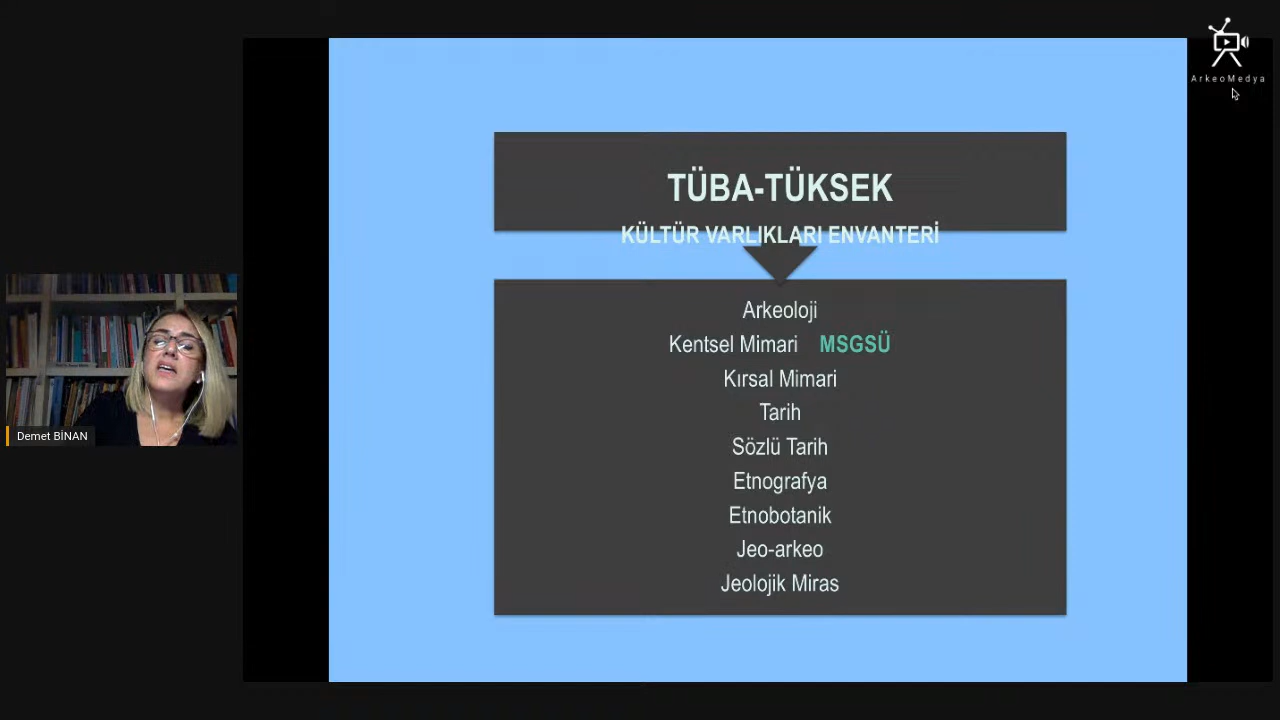 ArkeoMedya
TÜBA-TÜKSEK
KÜLTÜR VARLIKLARI ENVANTERİ
Arkeoloji
Kentsel Mimari MSGSÜ
Kırsal Mimari
Tarih
Sözlü Tarih
Etnografya
Etnobotanik
Jeo-arkeo
Jeolojik Miras
Demet BİNAN